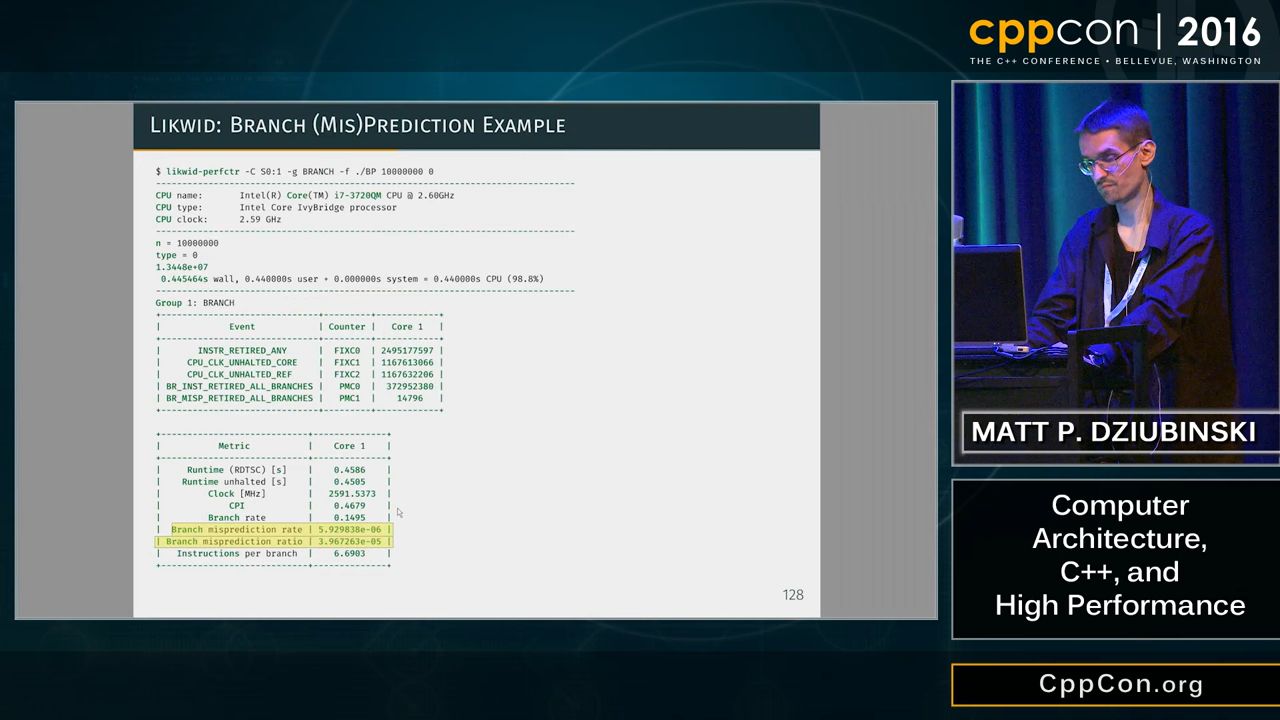 cppcon | 2016
THE C++ CONFERENCE • BELLEVUE, WASHINGTON
LIKWID: BRANCH (MIS)PREDICTION EXAMPLE
$ likwid-perfctr -C S0:1 -g BRANCH -f ./BP 10000000 0
--------------------------------------------------------------------------------
CPU name: Intel(R) Core(TM) i7-3720QM CPU @ 2.60GHz
CPU type: Intel Core IvyBridge processor
CPU clock: 2.59 GHz
--------------------------------------------------------------------------------
n = 10000000
type = 0
1.3448e+07
0.445464s wall, 0.440000s user + 0.000000s system = 0.440000s CPU (98.8%)
--------------------------------------------------------------------------------
Group 1: BRANCH
+------------------------------+---------+------------+
| Event | Counter | Core 1 |
+------------------------------+---------+------------+
| INSTR_RETIRED_ANY | FIXC0 | 2495177597 |
| CPU_CLK_UNHALTED_CORE | FIXC1 | 1167613066 |
| CPU_CLK_UNHALTED_REF | FIXC2 | 1167632206 |
| BR_INST_RETIRED_ALL_BRANCHES | PMC0 | 372952380 |
| BR_MISP_RETIRED_ALL_BRANCHES | PMC1 | 14796 |
+------------------------------+---------+------------+
+----------------------------+--------------+
| Metric | Core 1 |
+----------------------------+--------------+
| Runtime (RDTSC) [s] | 0.4586 |
| Runtime unhalted [s] | 0.4505 |
| Clock [MHz] | 2591.5373 |
| CPI | 0.4679 |
| Branch rate | 0.1495 |
| Branch misprediction rate | 5.929838e-06 |
| Branch misprediction ratio | 3.967263e-05 |
| Instructions per branch | 6.6903 |
+----------------------------+--------------+
128
MATT P. DZIUBINSKI
Computer
Architecture,
C++, and
High Performance
CppCon.org